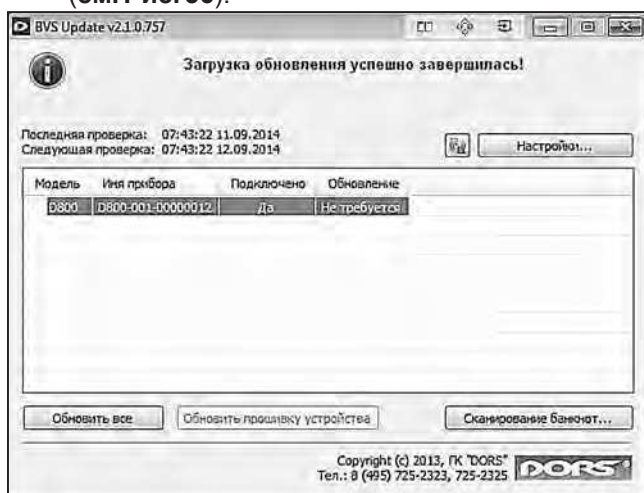 BVS Update v2.1.0.757
Загрузка обновления успешно завершилась!
Последняя проверка: 07:43:22 11.09.2014
Следующая проверка: 07:43:22 12.09.2014
Настройки...
Модель Имя прибора Подключено Обновление
D800 D800-001-00000012 Да Не требуется
Обновить все Обновить прошивку устройства Сканирование банкнот...
Copyright (c) 2013, ГК "DORS"
Тел.: 8 (495) 725-2323, 725-2325
DORS